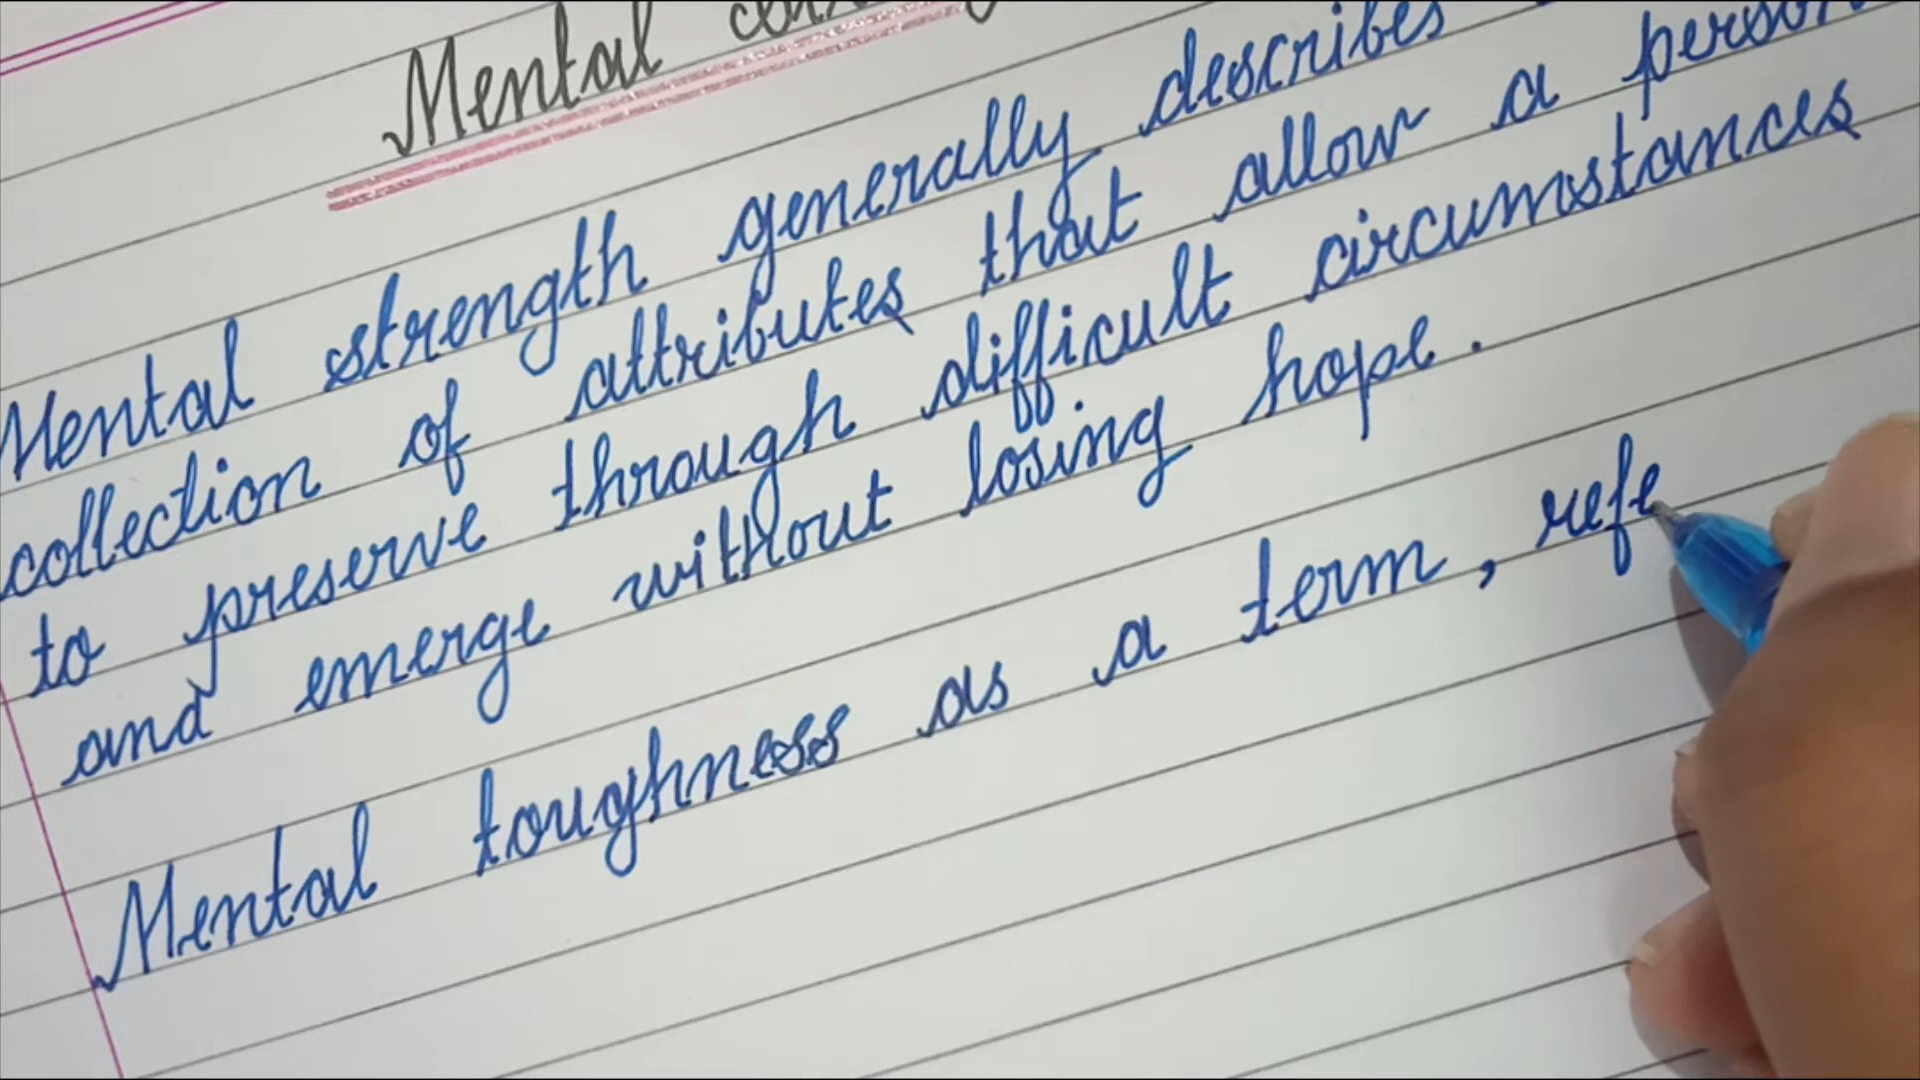 Mental
Mental strength generally describes
collection of attributes that allow a person
to preserve through difficult circumstances
and emerge without losing hope.
Mental toughness as a term, refe